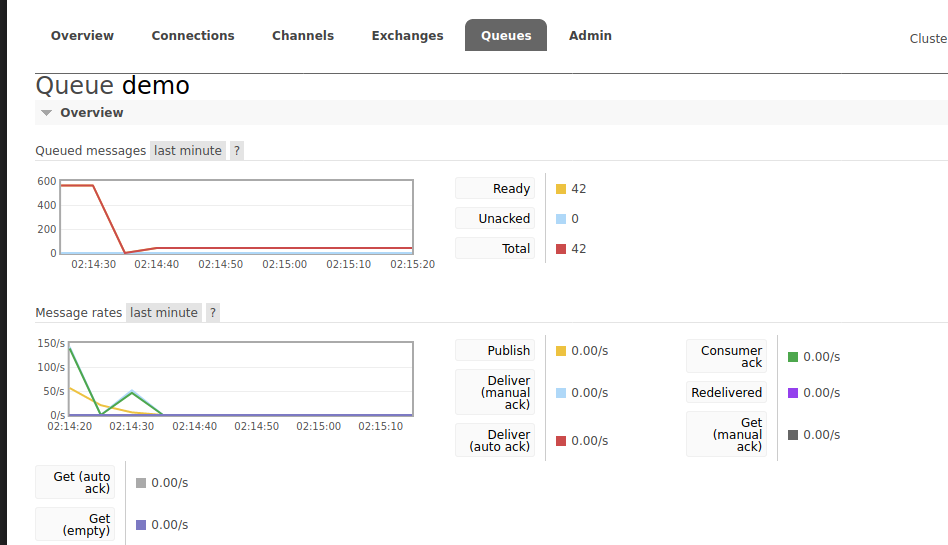 Overview Connections Channels Exchanges Queues Admin Cluste
Queue demo
Overview
Queued messages last minute ?
600
400
200
0
02:14:30 02:14:40 02:14:50 02:15:00 02:15:10 02:15:20
Ready 42
Unacked 0
Total 42
Message rates last minute ?
150/s
100/s
50/s
0/s
02:14:20 02:14:30 02:14:40 02:14:50 02:15:00 02:15:10
Publish 0.00/s
Deliver
(manual 0.00/s
ack)
Deliver
(auto ack) 0.00/s
Consumer
ack 0.00/s
Redelivered 0.00/s
Get
(manual 0.00/s
ack)
Get (auto
ack) 0.00/s
Get
(empty) 0.00/s